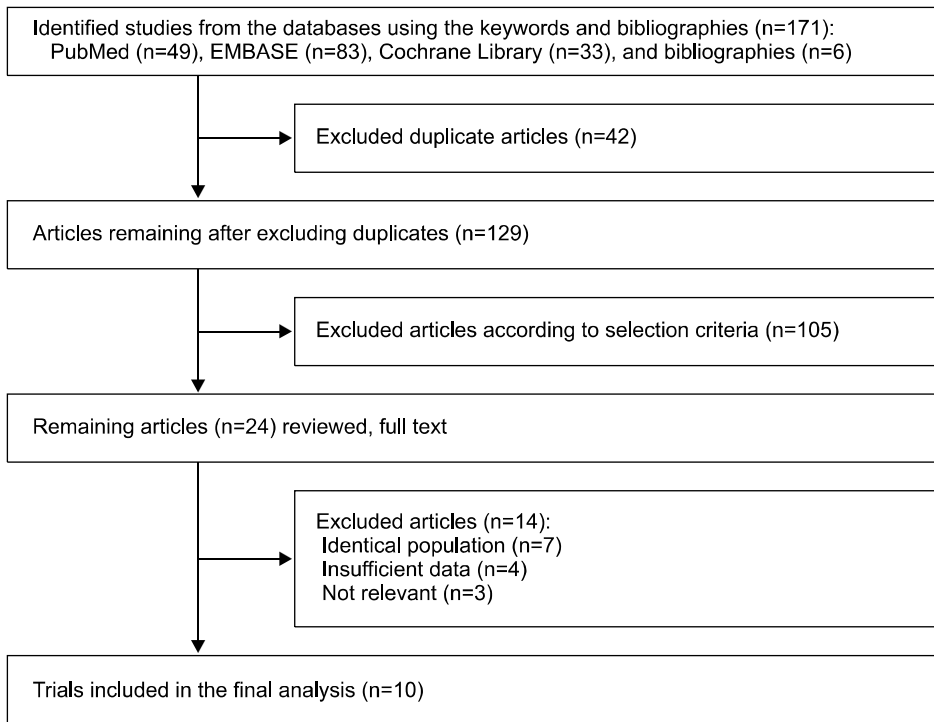 Identified studies from the databases using the keywords and bibliographies (n=171):
PubMed (n=49), EMBASE (n=83), Cochrane Library (n=33), and bibliographies (n=6)
Excluded duplicate articles (n=42)
Articles remaining after excluding duplicates (n=129)
Excluded articles according to selection criteria (n=105)
Remaining articles (n=24) reviewed, full text
Excluded articles (n=14):
Identical population (n=7)
Insufficient data (n=4)
Not relevant (n=3)
Trials included in the final analysis (n=10)